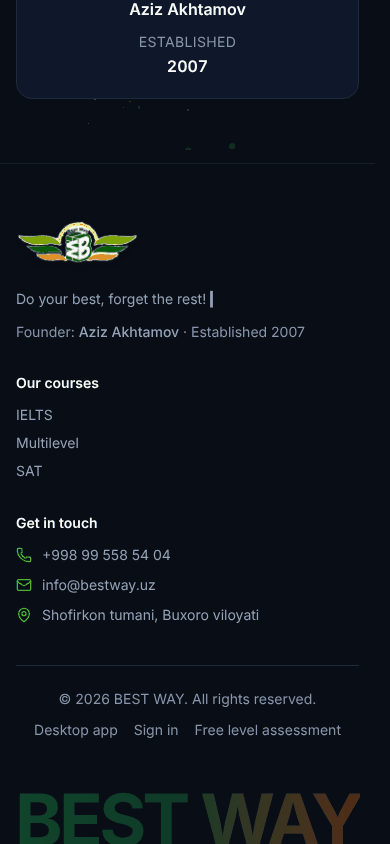 Aziz Akhtamov
ESTABLISHED
2007
Do your best, forget the rest!
Founder: Aziz Akhtamov · Established 2007
Our courses
IELTS
Multilevel
SAT
Get in touch
+998 99 558 54 04
info@bestway.uz
Shofirkon tumani, Buxoro viloyati
© 2026 BEST WAY. All rights reserved.
Desktop app Sign in Free level assessment
BEST WAY